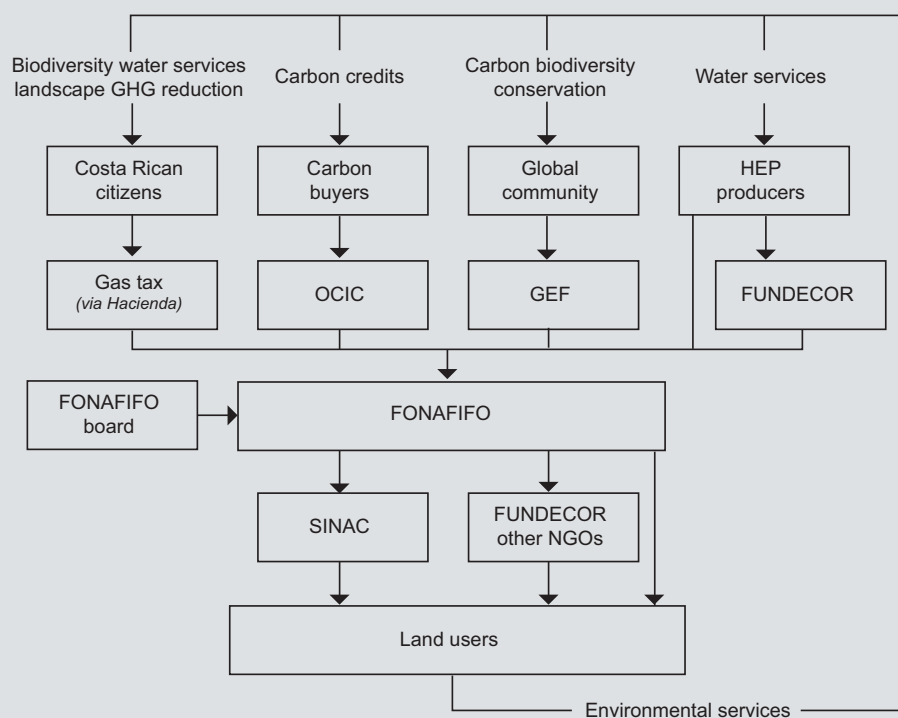 Biodiversity water services
landscape GHG reduction
Carbon credits
Carbon biodiversity
conservation
Water services
Costa Rican
citizens
Carbon
buyers
Global
community
HEP
producers
Gas tax
(via Hacienda)
OCIC
GEF
FUNDECOR
FONAFIFO
board
FONAFIFO
SINAC
FUNDECOR
other NGOs
Land users
Environmental services